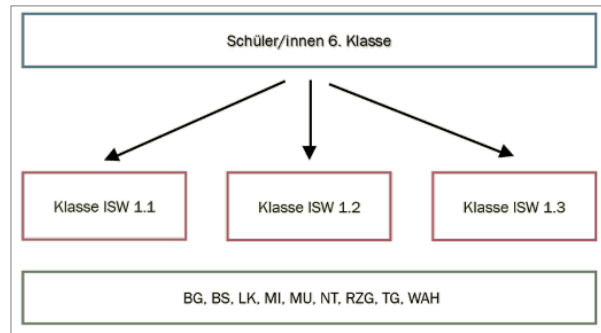 Schüler/innen 6. Klasse
Klasse ISW 1.1
Klasse ISW 1.2
Klasse ISW 1.3
BG, BS, LK, MI, MU, NT, RZG, TG, WAH